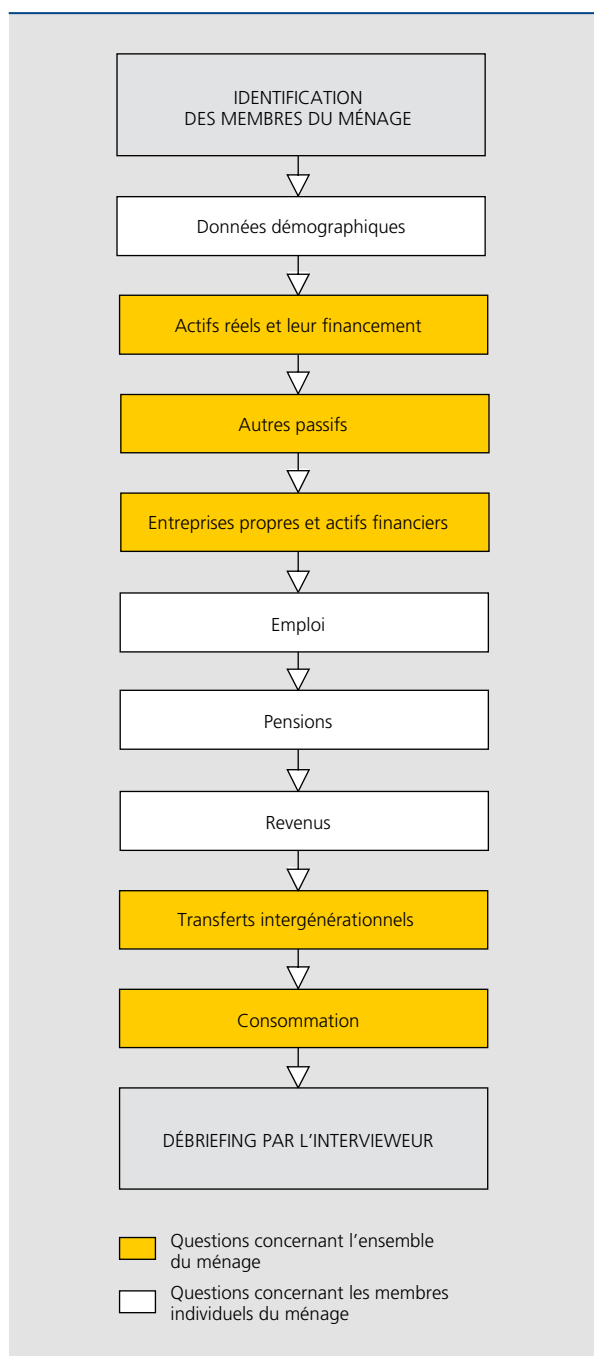 IDENTIFICATION
DES MEMBRES DU MÉNAGE
Données démographiques
Actifs réels et leur financement
Autres passifs
Entreprises propres et actifs financiers
Emploi
Pensions
Revenus
Transferts intergénérationnels
Consommation
DÉBRIEFING PAR L'INTERVIEWEUR
Questions concernant l'ensemble
du ménage
Questions concernant les membres
individuels du ménage